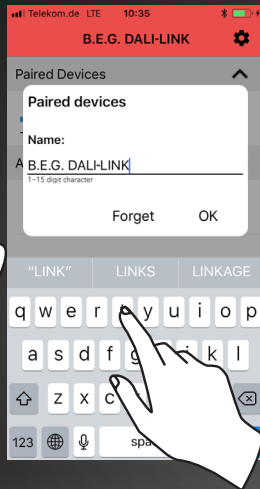 Telekom.de LTE 10:35
B.E.G. DALI-LINK
Paired Devices
Paired devices
Name:
A
B.E.G. DALI-LINK
1–15 digit character
Forget OK
"LINK" LINKS LINKAGE
q w e r y u i o p
a s d f g k l
z x c
123